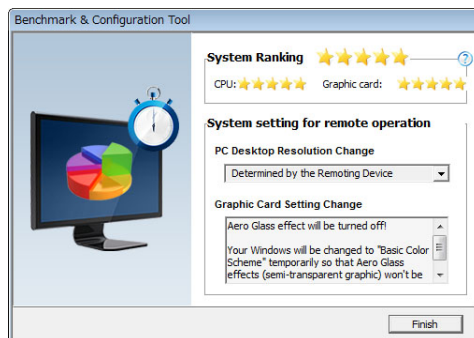 Benchmark & Configuration Tool
System Ranking
?
CPU:
Graphic card:
System setting for remote operation
PC Desktop Resolution Change
Determined by the Remoting Device
Graphic Card Setting Change
Aero Glass effect will be turned off!
Your Windows will be changed to "Basic Color
Scheme" temporarily so that Aero Glass
effects (semi-transparent graphic) won't be
Finish